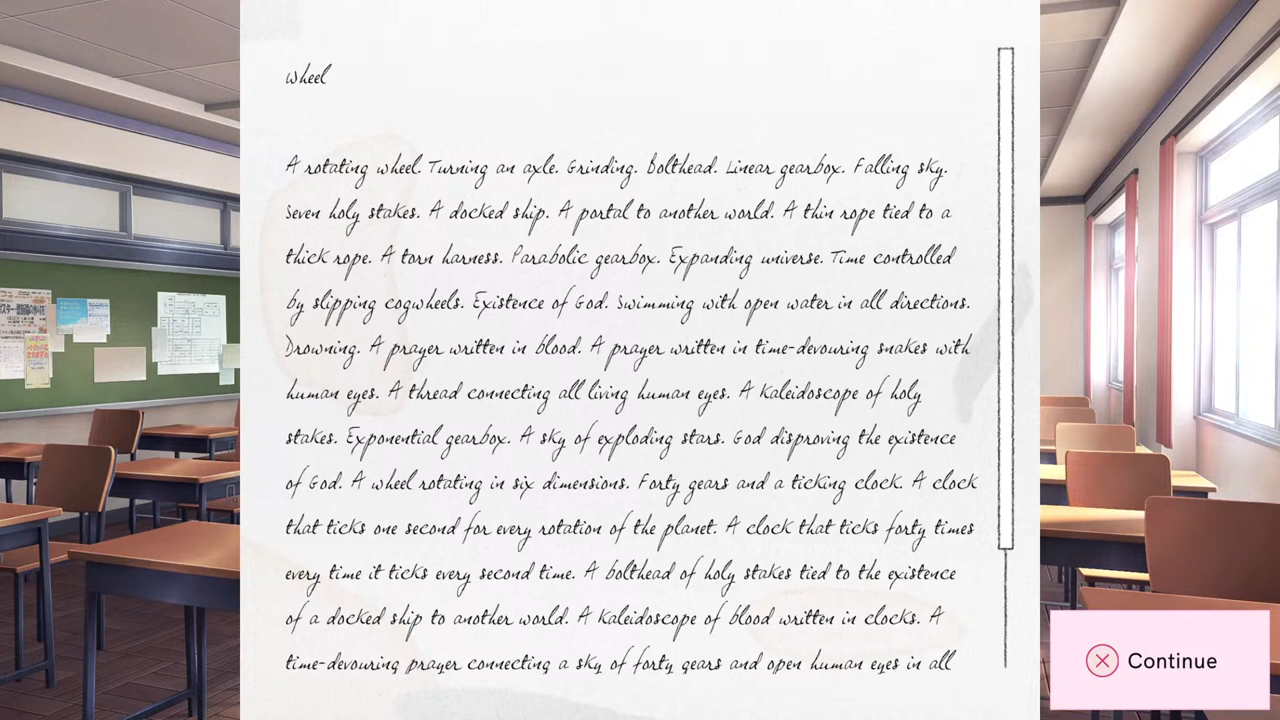 wheel
A rotating wheel. Turning an axle. Grinding. Bolthead. Linear gearbox. Falling sky.
Seven holy stakes. A docked ship. A portal to another world. A thin rope tied to a
thick rope. A torn harness. Parabolic gearbox. Expanding universe. Time controlled
by slipping cogwheels. Existence of God. Swimming with open water in all directions.
Drowning. A prayer written in blood. A prayer written in time-devouring snakes with
human eyes. A thread connecting all living human eyes. A kaleidoscope of holy
stakes. Exponential gearbox. A sky of exploding stars. God disproving the existence
of God. A wheel rotating in six dimensions. Forty gears and a ticking clock. A clock
that ticks one second for every rotation of the planet. A clock that ticks forty times
every time it ticks every second time. A bolthead of holy stakes tied to the existence
of a docked ship to another world. A kaleidoscope of blood written in clocks. A
time-devouring prayer connecting a sky of forty gears and open human eyes in all
Continue